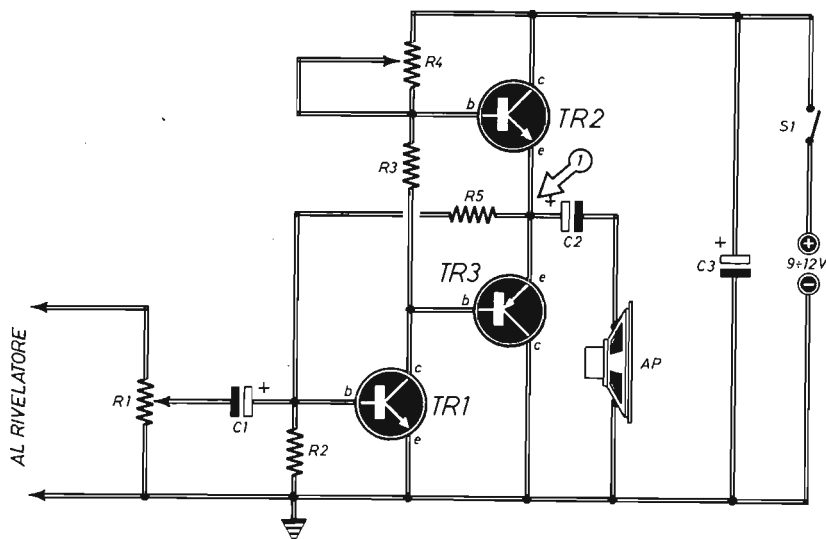 R4
c
b
TR2
e
S1
1
R3
R5
+
C2
+
C3
+
9÷12V
−
TR3
e
b
c
AP
AL RIVELATORE
R1
+
C1
c
b
TR1
e
R2